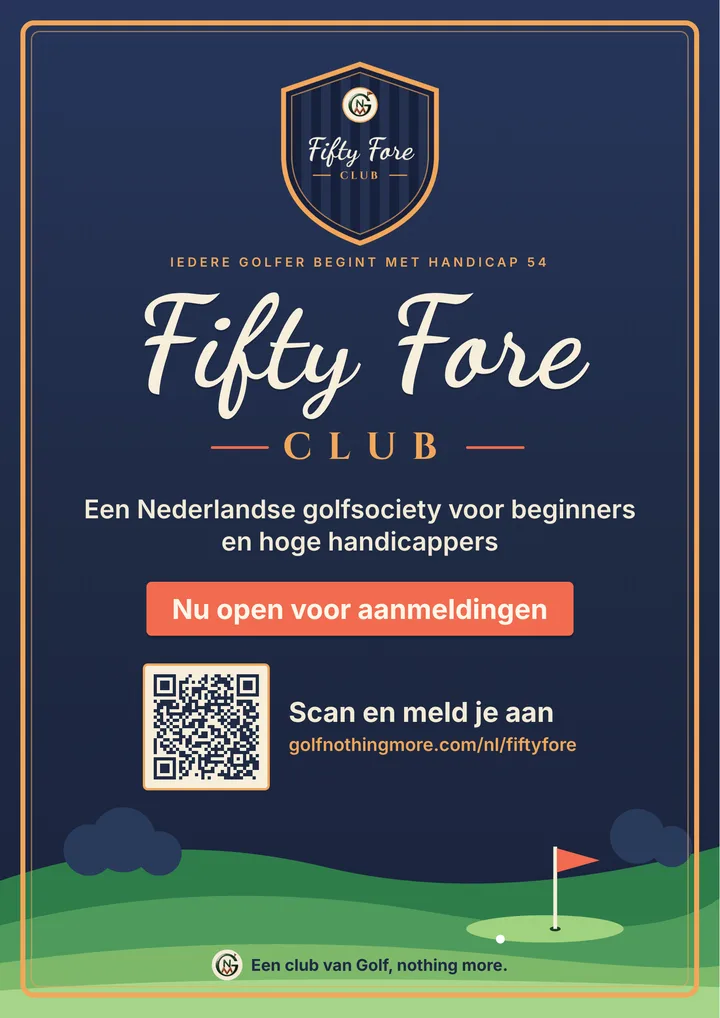 Fifty Fore
CLUB
IEDERE GOLFER BEGINT MET HANDICAP 54
Fifty Fore
CLUB
Een Nederlandse golfsociety voor beginners
en hoge handicappers
Nu open voor aanmeldingen
Scan en meld je aan
golfnothingmore.com/nl/fiftyfore
Een club van Golf, nothing more.